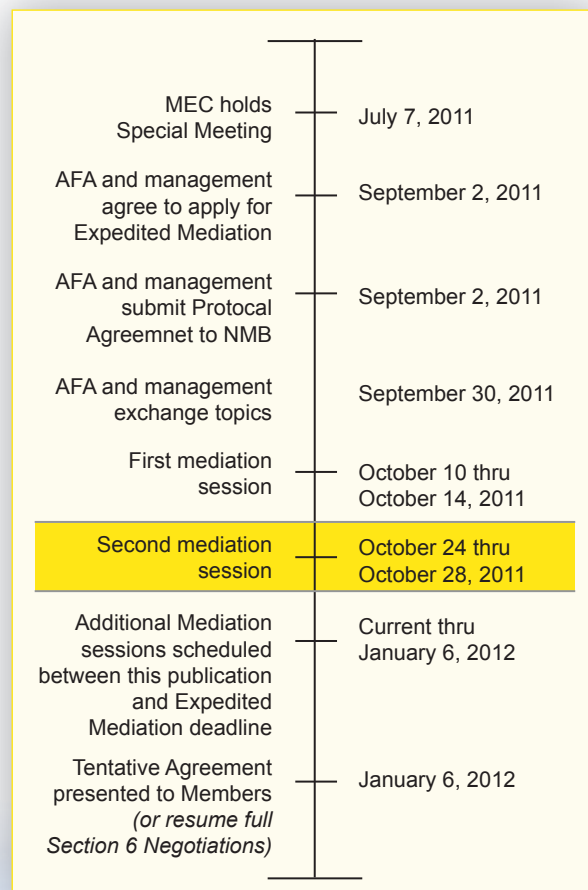 MEC holds
Special Meeting
July 7, 2011
AFA and management
agree to apply for
Expedited Mediation
September 2, 2011
AFA and management
submit Protocal
Agreemnet to NMB
September 2, 2011
AFA and management
exchange topics
September 30, 2011
First mediation
session
October 10 thru
October 14, 2011
Second mediation
session
October 24 thru
October 28, 2011
Additional Mediation
sessions scheduled
between this publication
and Expedited
Mediation deadline
Current thru
January 6, 2012
Tentative Agreement
presented to Members
(or resume full
Section 6 Negotiations)
January 6, 2012